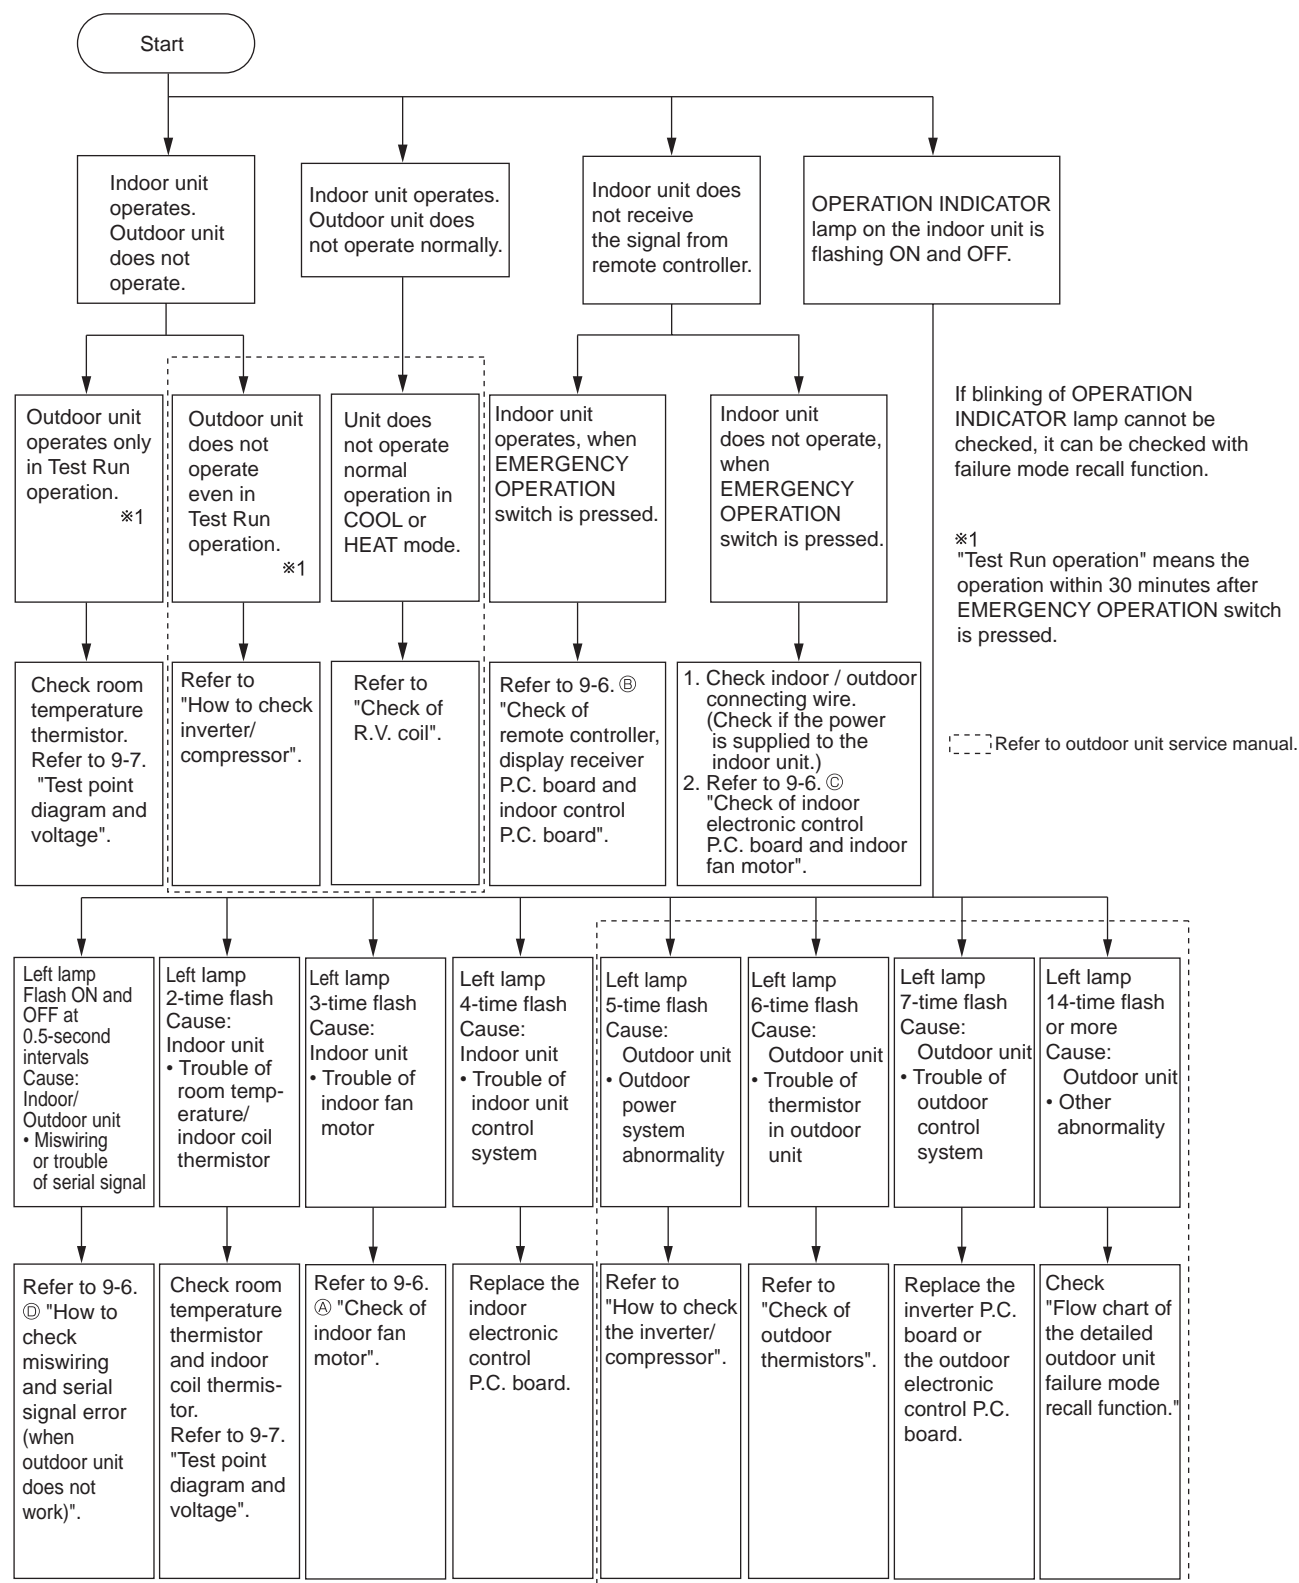 Start
Indoor unit
operates.
Outdoor unit
does not
operate.
Indoor unit operates.
Outdoor unit does
not operate normally.
Indoor unit does
not receive
the signal from
remote controller.
OPERATION INDICATOR
lamp on the indoor unit is
flashing ON and OFF.
Outdoor unit
operates only
in Test Run
operation.
※1
Outdoor unit
does not
operate
even in
Test Run
operation.
※1
Unit does
not operate
normal
operation in
COOL or
HEAT mode.
Indoor unit
operates, when
EMERGENCY
OPERATION
switch is pressed.
Indoor unit
does not operate,
when
EMERGENCY
OPERATION
switch is pressed.
If blinking of OPERATION
INDICATOR lamp cannot be
checked, it can be checked with
failure mode recall function.
※1
"Test Run operation" means the
operation within 30 minutes after
EMERGENCY OPERATION switch
is pressed.
Refer to outdoor unit service manual.
Check room
temperature
thermistor.
Refer to 9-7.
"Test point
diagram and
voltage".
Refer to
"How to check
inverter/
compressor".
Refer to
"Check of
R.V. coil".
Refer to 9-6. Ⓑ
"Check of
remote controller,
display receiver
P.C. board and
indoor control
P.C. board".
1. Check indoor / outdoor
connecting wire.
(Check if the power
is supplied to the
indoor unit.)
2. Refer to 9-6. Ⓒ
"Check of indoor
electronic control
P.C. board and indoor
fan motor".
Left lamp
Flash ON and
OFF at
0.5-second
intervals
Cause:
Indoor/
Outdoor unit
• Miswiring
or trouble
of serial signal
Left lamp
2-time flash
Cause:
Indoor unit
• Trouble of
room temp-
erature/
indoor coil
thermistor
Left lamp
3-time flash
Cause:
Indoor unit
• Trouble of
indoor fan
motor
Left lamp
4-time flash
Cause:
Indoor unit
• Trouble of
indoor unit
control
system
Left lamp
5-time flash
Cause:
Outdoor unit
• Outdoor
power
system
abnormality
Left lamp
6-time flash
Cause:
Outdoor unit
• Trouble of
thermistor
in outdoor
unit
Left lamp
7-time flash
Cause:
Outdoor unit
• Trouble of
outdoor
control
system
Left lamp
14-time flash
or more
Cause:
Outdoor unit
• Other
abnormality
Refer to 9-6.
Ⓓ "How to
check
miswiring
and serial
signal error
(when
outdoor unit
does not
work)".
Check room
temperature
thermistor
and indoor
coil thermis-
tor.
Refer to 9-7.
"Test point
diagram and
voltage".
Refer to 9-6.
Ⓐ "Check of
indoor fan
motor".
Replace the
indoor
electronic
control
P.C. board.
Refer to
"How to check
the inverter/
compressor".
Refer to
"Check of
outdoor
thermistors".
Replace the
inverter P.C.
board or
the outdoor
electronic
control P.C.
board.
Check
"Flow chart of
the detailed
outdoor unit
failure mode
recall function."